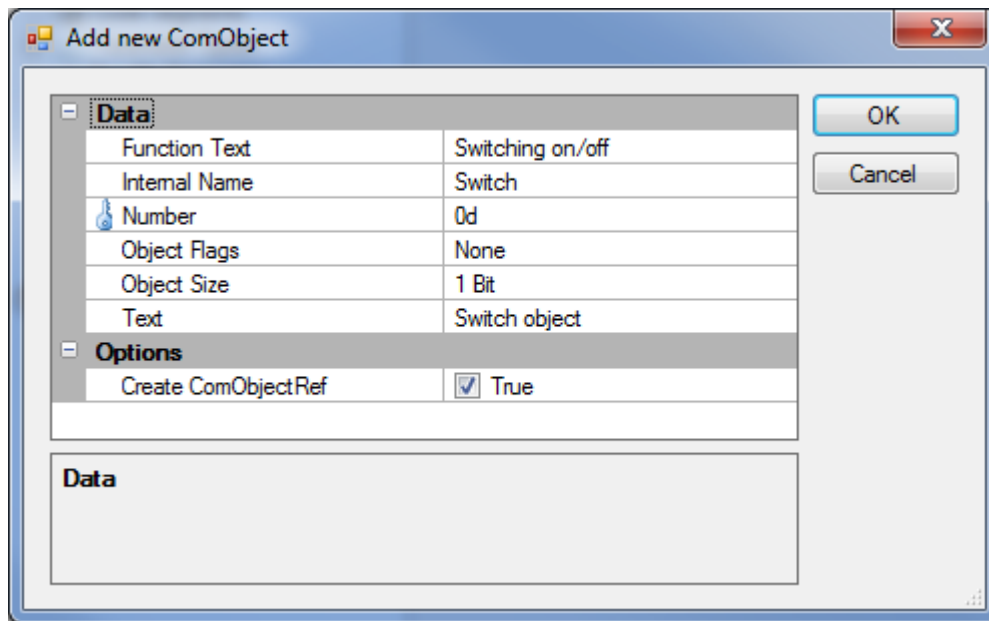 Add new ComObject
Data
Function Text Switching on/off
Internal Name Switch
Number 0d
Object Flags None
Object Size 1 Bit
Text Switch object
Options
Create ComObjectRef True
Data
OK
Cancel